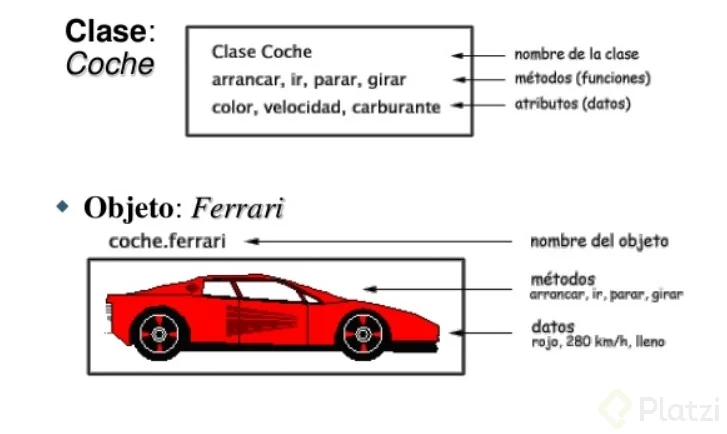 Clase:
Coche
Clase Coche
arrancar, ir, parar, girar
color, velocidad, carburante
nombre de la clase
métodos (funciones)
atributos (datos)
Objeto: Ferrari
coche.ferrari
nombre del objeto
métodos
arrancar, ir, parar, girar
datos
rojo, 280 km/h, lleno
Platzi